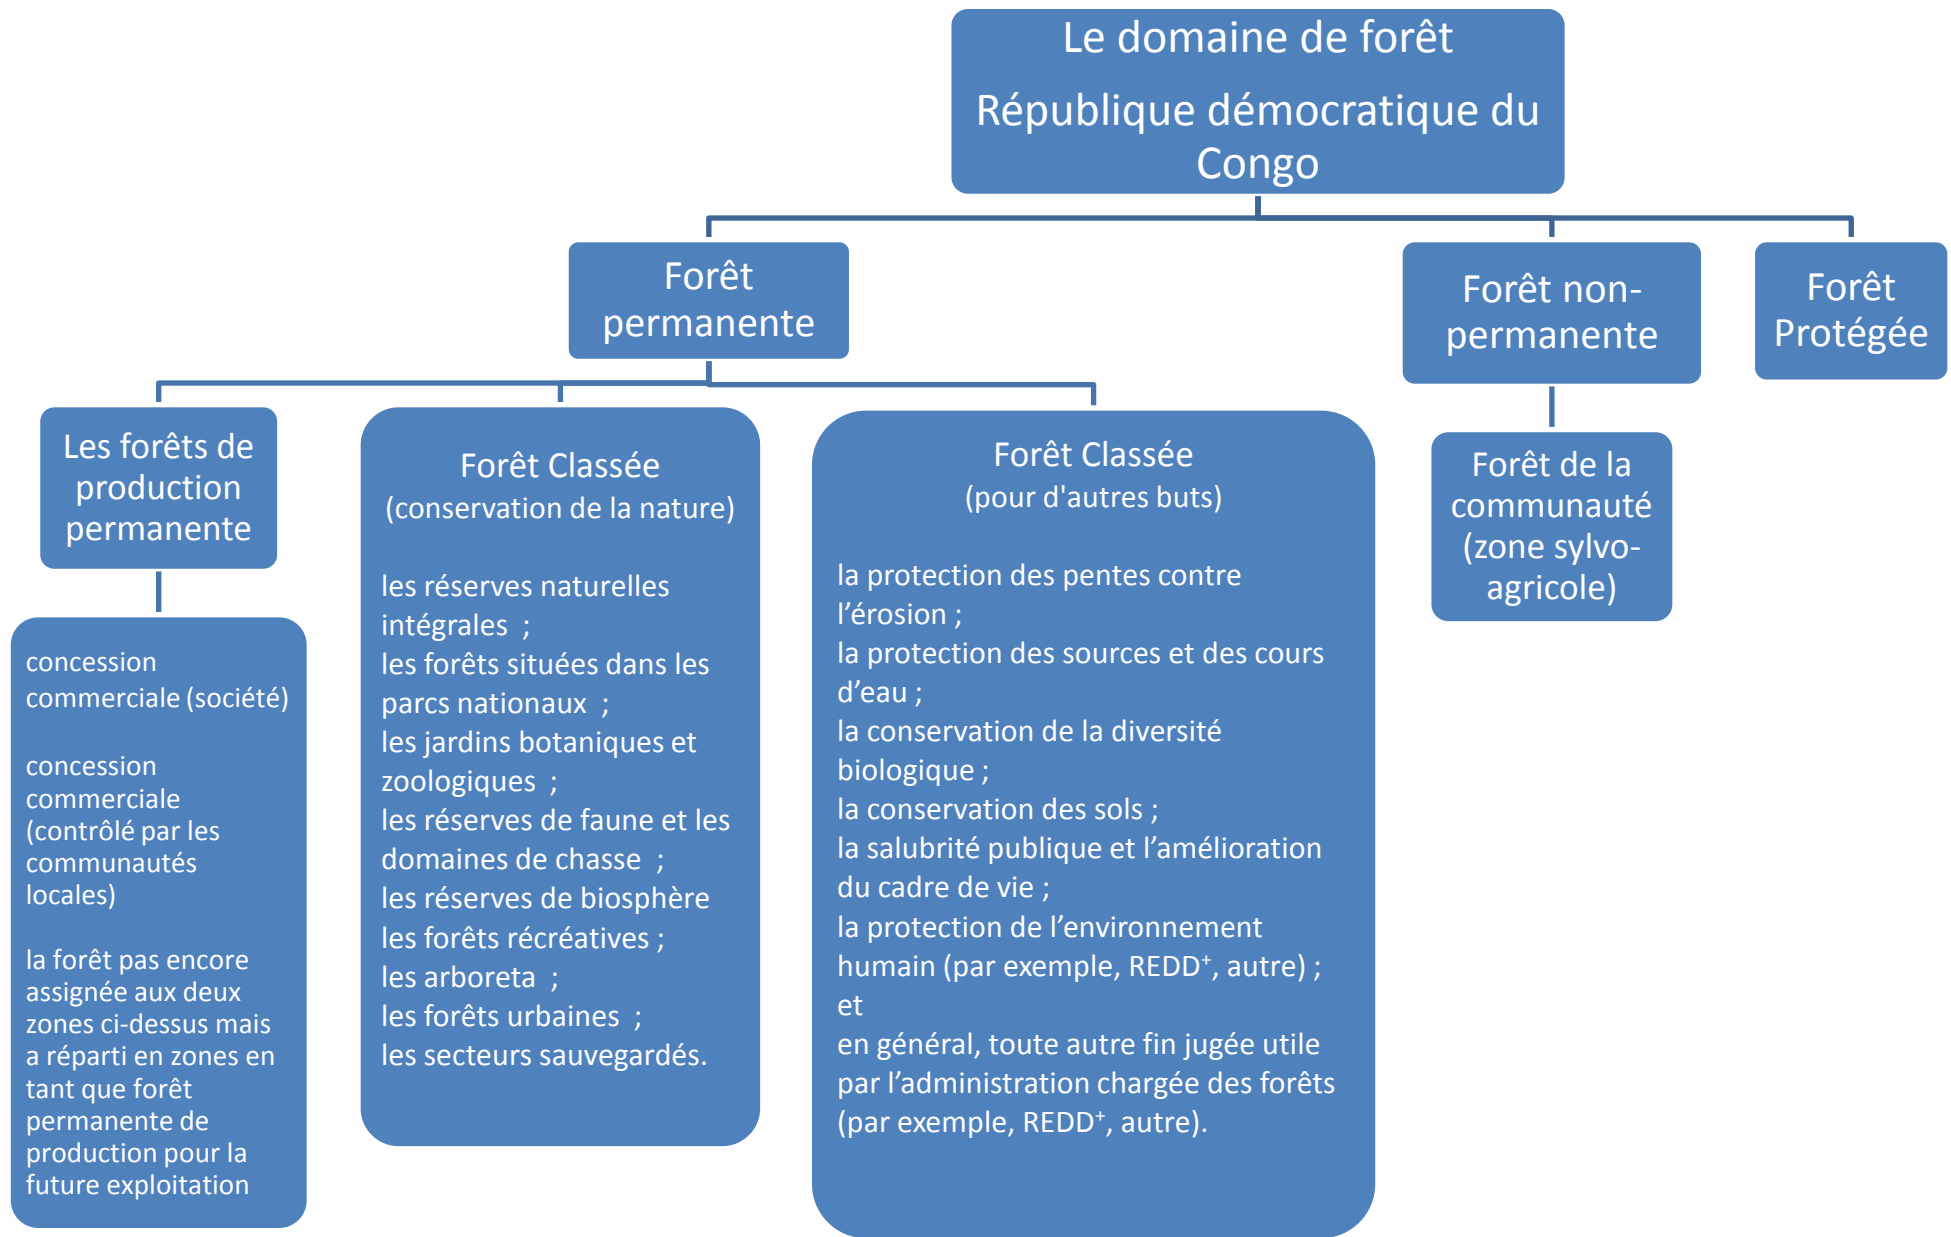 Le domaine de forêt
République démocratique du
Congo
Forêt
permanente
Forêt non-
permanente
Forêt
Protégée
Les forêts de
production
permanente
Forêt Classée
(conservation de la nature)
les réserves naturelles
intégrales ;
les forêts situées dans les
parcs nationaux ;
les jardins botaniques et
zoologiques ;
les réserves de faune et les
domaines de chasse ;
les réserves de biosphère
les forêts récréatives ;
les arboreta ;
les forêts urbaines ;
les secteurs sauvegardés.
Forêt Classée
(pour d'autres buts)
la protection des pentes contre
l’érosion ;
la protection des sources et des cours
d’eau ;
la conservation de la diversité
biologique ;
la conservation des sols ;
la salubrité publique et l’amélioration
du cadre de vie ;
la protection de l’environnement
humain (par exemple, REDD⁺, autre) ;
et
en général, toute autre fin jugée utile
par l’administration chargée des forêts
(par exemple, REDD⁺, autre).
Forêt de la
communauté
(zone sylvo-
agricole)
concession
commerciale (société)
concession
commerciale
(contrôlé par les
communautés
locales)
la forêt pas encore
assignée aux deux
zones ci-dessus mais
a réparti en zones en
tant que forêt
permanente de
production pour la
future exploitation